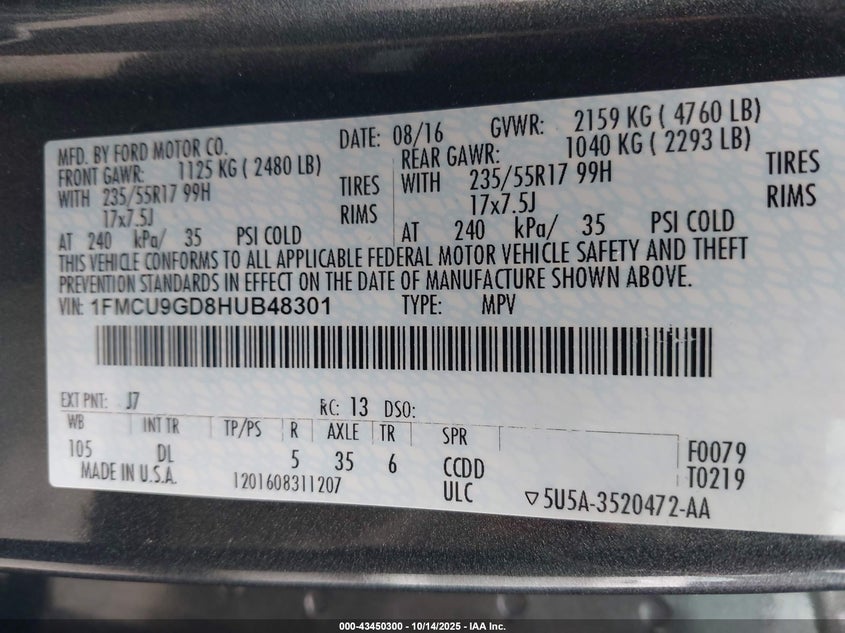 MFD. BY FORD MOTOR CO. DATE: 08/16 GVWR: 2159 KG ( 4760 LB)
FRONT GAWR: 1125 KG ( 2480 LB) REAR GAWR: 1040 KG ( 2293 LB)
WITH 235/55R17 99H TIRES WITH 235/55R17 99H TIRES
17x7.5J RIMS 17x7.5J RIMS
AT 240 kPa/ 35 PSI COLD AT 240 kPa/ 35 PSI COLD
THIS VEHICLE CONFORMS TO ALL APPLICABLE FEDERAL MOTOR VEHICLE SAFETY AND THEFT
PREVENTION STANDARDS IN EFFECT ON THE DATE OF MANUFACTURE SHOWN ABOVE.
VIN: 1FMCU9GD8HUB48301 TYPE: MPV
EXT PNT: J7 RC: 13 DSO:
WB INT TR TP/PS R AXLE TR SPR
105 DL 5 35 6 CCDD F0079
MADE IN U.S.A. 1201608311207 ULC T0219
▽5U5A-3520472-AA
000-43450300 - 10/14/2025 - IAA Inc.